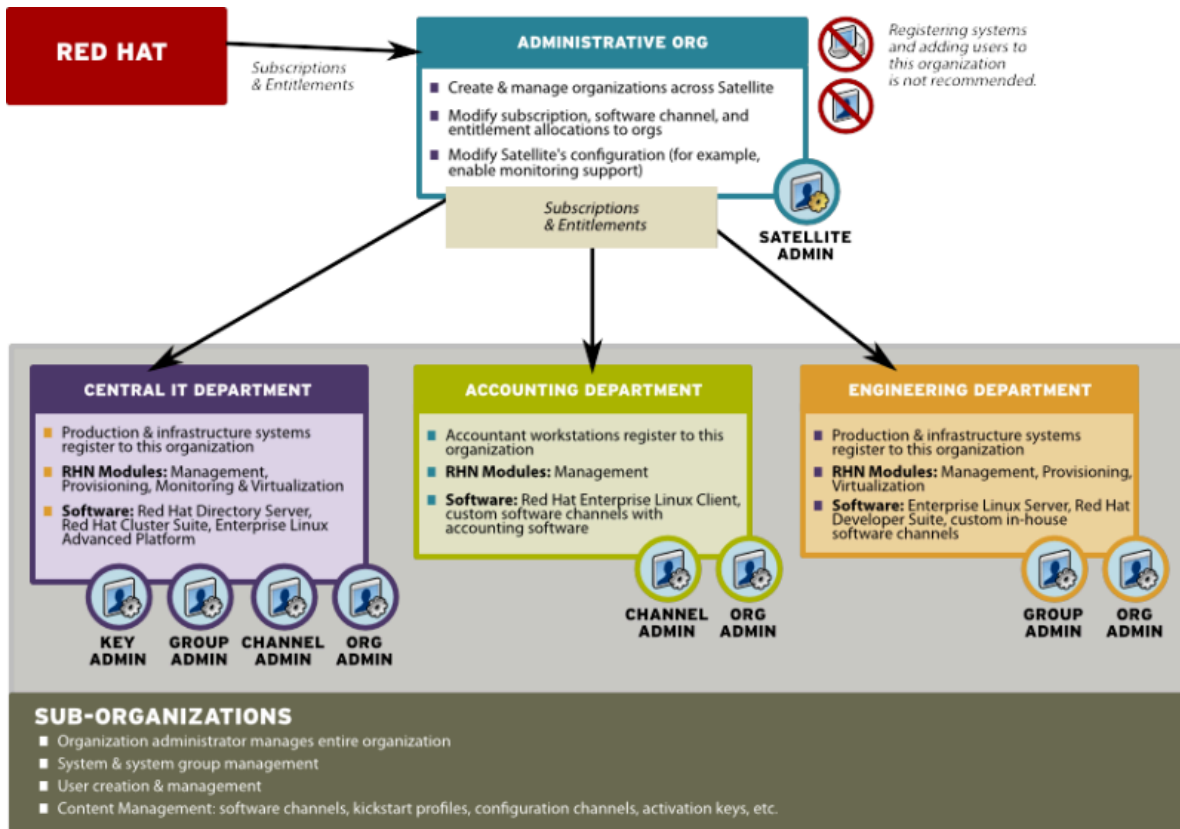 RED HAT
Subscriptions
& Entitlements
ADMINISTRATIVE ORG
Create & manage organizations across Satellite
Modify subscription, software channel, and
entitlement allocations to orgs
Modify Satellite's configuration (for example,
enable monitoring support)
Registering systems
and adding users to
this organization
is not recommended.
Subscriptions
& Entitlements
SATELLITE
ADMIN
CENTRAL IT DEPARTMENT
Production & infrastructure systems
register to this organization
RHN Modules: Management,
Provisioning, Monitoring & Virtualization
Software: Red Hat Directory Server,
Red Hat Cluster Suite, Enterprise Linux
Advanced Platform
KEY
ADMIN
GROUP
ADMIN
CHANNEL
ADMIN
ORG
ADMIN
ACCOUNTING DEPARTMENT
Accountant workstations register to this
organization
RHN Modules: Management
Software: Red Hat Enterprise Linux Client,
custom software channels with
accounting software
CHANNEL
ADMIN
ORG
ADMIN
ENGINEERING DEPARTMENT
Production & infrastructure systems
register to this organization
RHN Modules: Management, Provisioning,
Virtualization
Software: Enterprise Linux Server, Red Hat
Developer Suite, custom in-house
software channels
GROUP
ADMIN
ORG
ADMIN
SUB-ORGANIZATIONS
Organization administrator manages entire organization
System & system group management
User creation & management
Content Management: software channels, kickstart profiles, configuration channels, activation keys, etc.